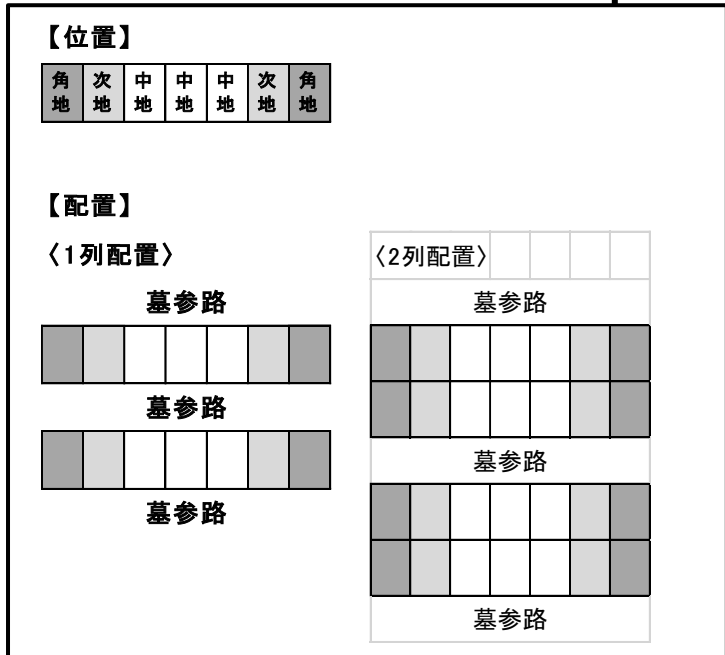 【位置】
角地 次地 中地 中地 中地 次地 角地
【配置】
〈1列配置〉
墓参路
墓参路
墓参路
〈2列配置〉
墓参路
墓参路
墓参路